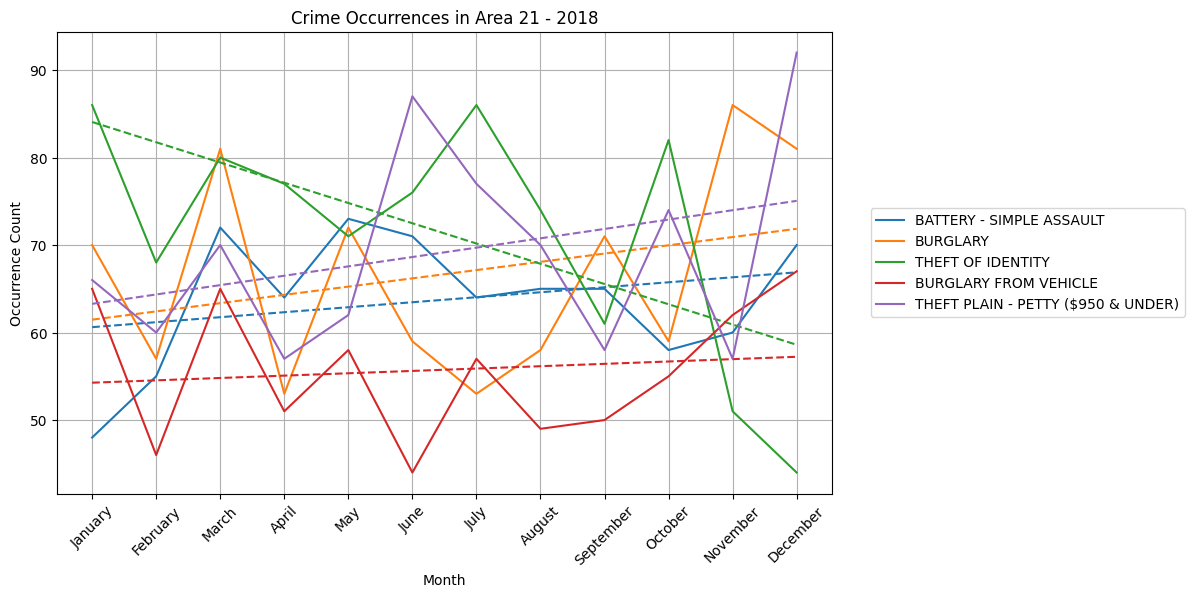 Crime Occurrences in Area 21 - 2018
Occurrence Count
90
80
70
60
50
January
February
March
April
May
June
July
August
September
October
November
December
Month
BATTERY - SIMPLE ASSAULT
BURGLARY
THEFT OF IDENTITY
BURGLARY FROM VEHICLE
THEFT PLAIN - PETTY ($950 & UNDER)